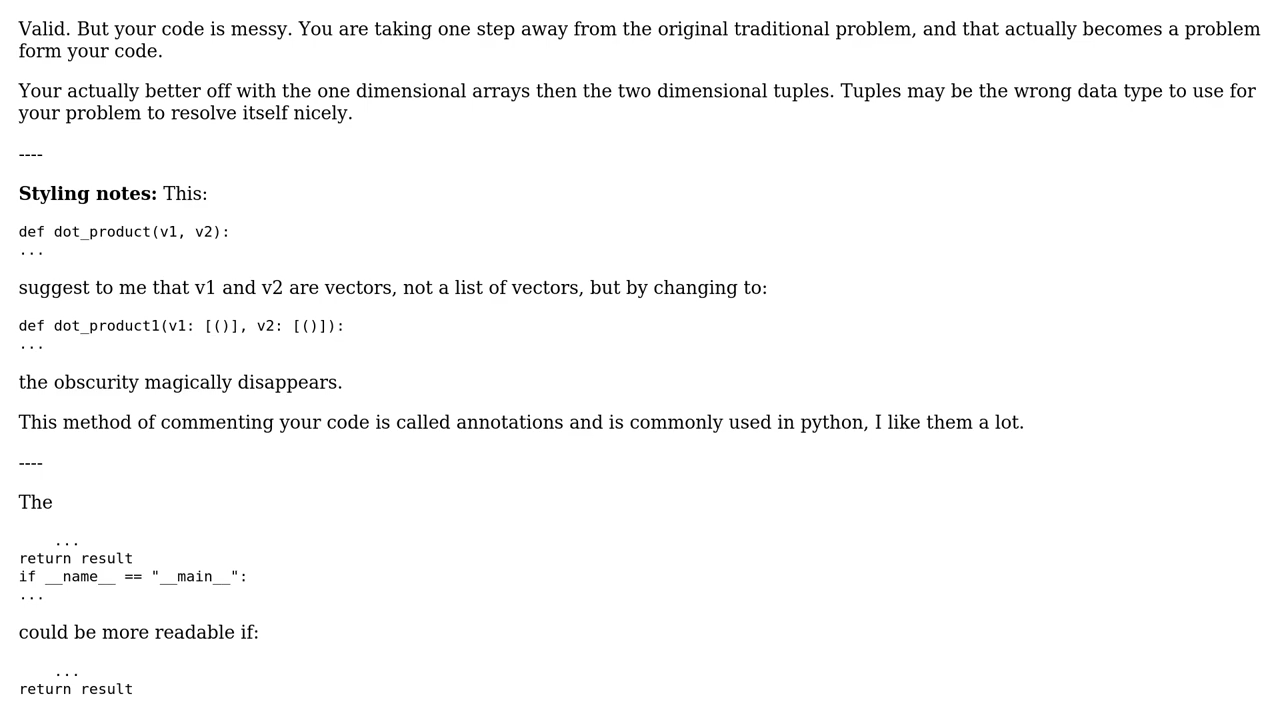 Valid. But your code is messy. You are taking one step away from the original traditional problem, and that actually becomes a problem
form your code.
Your actually better off with the one dimensional arrays then the two dimensional tuples. Tuples may be the wrong data type to use for
your problem to resolve itself nicely.
----
Styling notes: This:
def dot_product(v1, v2):
...
suggest to me that v1 and v2 are vectors, not a list of vectors, but by changing to:
def dot_product1(v1: [()], v2: [()]):
...
the obscurity magically disappears.
This method of commenting your code is called annotations and is commonly used in python, I like them a lot.
----
The
    ...
return result
if __name__ == "__main__":
...
could be more readable if:
    ...
return result